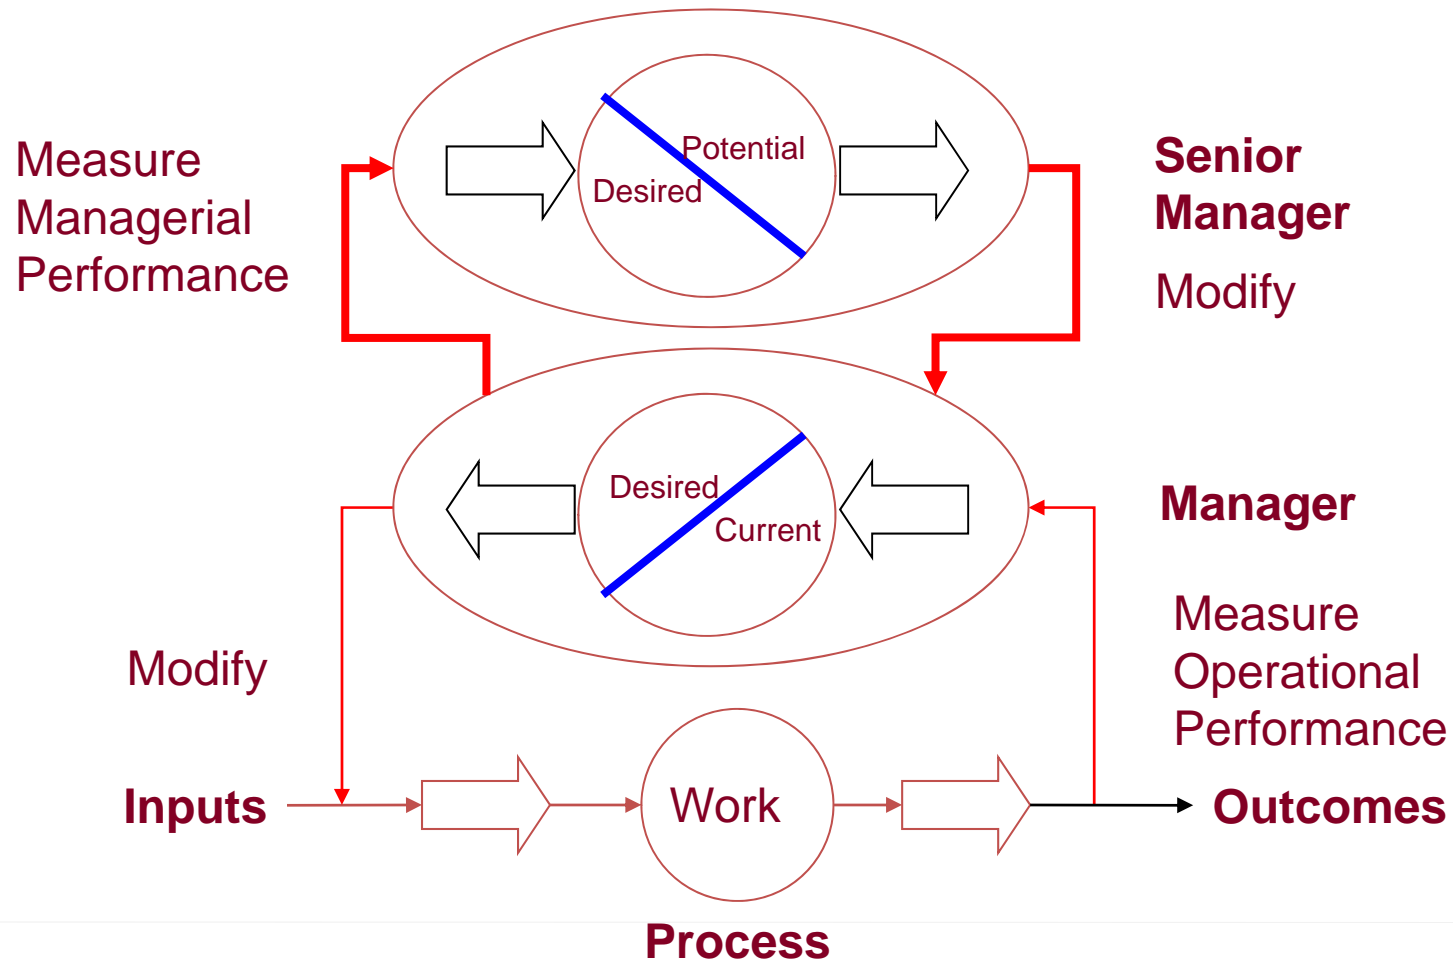 Measure
Managerial
Performance
Potential
Desired
Senior
Manager
Modify
Desired
Current
Manager
Modify
Measure
Operational
Performance
Inputs
Work
Outcomes
Process